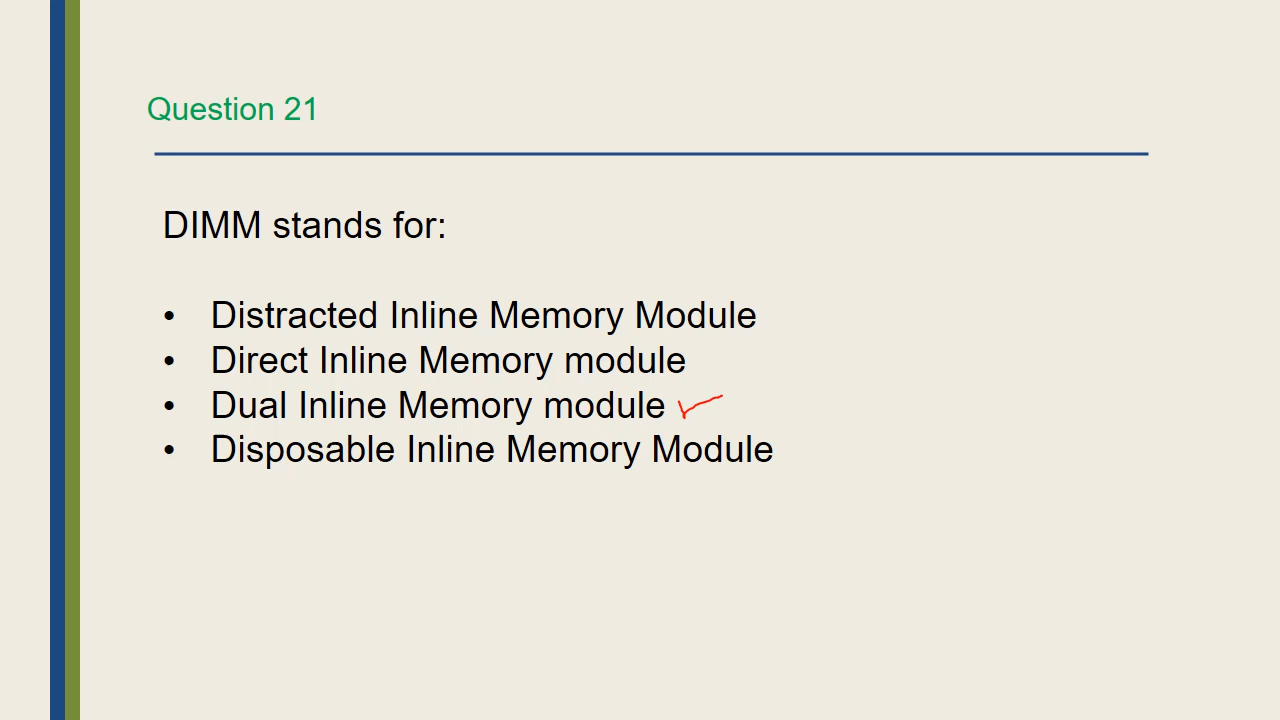 Question 21
DIMM stands for:
• Distracted Inline Memory Module
• Direct Inline Memory module
• Dual Inline Memory module
• Disposable Inline Memory Module